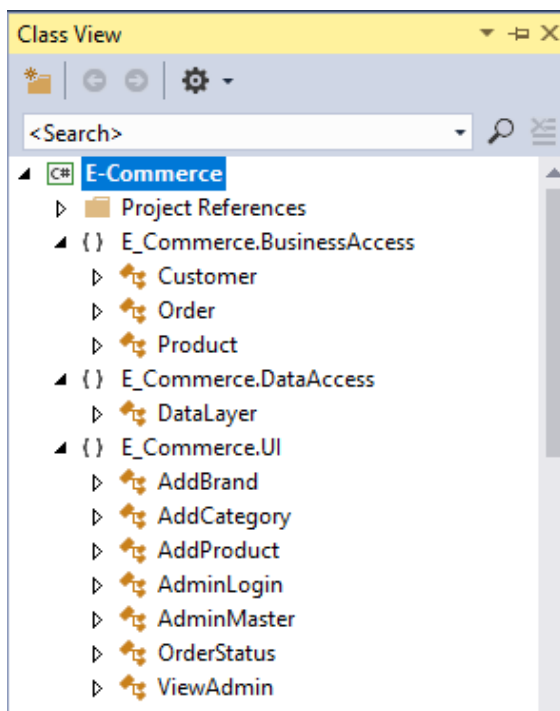 Class View
<Search>
C# E-Commerce
Project References
{ } E_Commerce.BusinessAccess
Customer
Order
Product
{ } E_Commerce.DataAccess
DataLayer
{ } E_Commerce.UI
AddBrand
AddCategory
AddProduct
AdminLogin
AdminMaster
OrderStatus
ViewAdmin